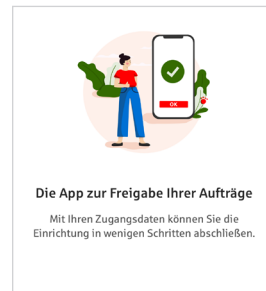 OK
Die App zur Freigabe Ihrer Aufträge
Mit Ihren Zugangsdaten können Sie die
Einrichtung in wenigen Schritten abschließen.